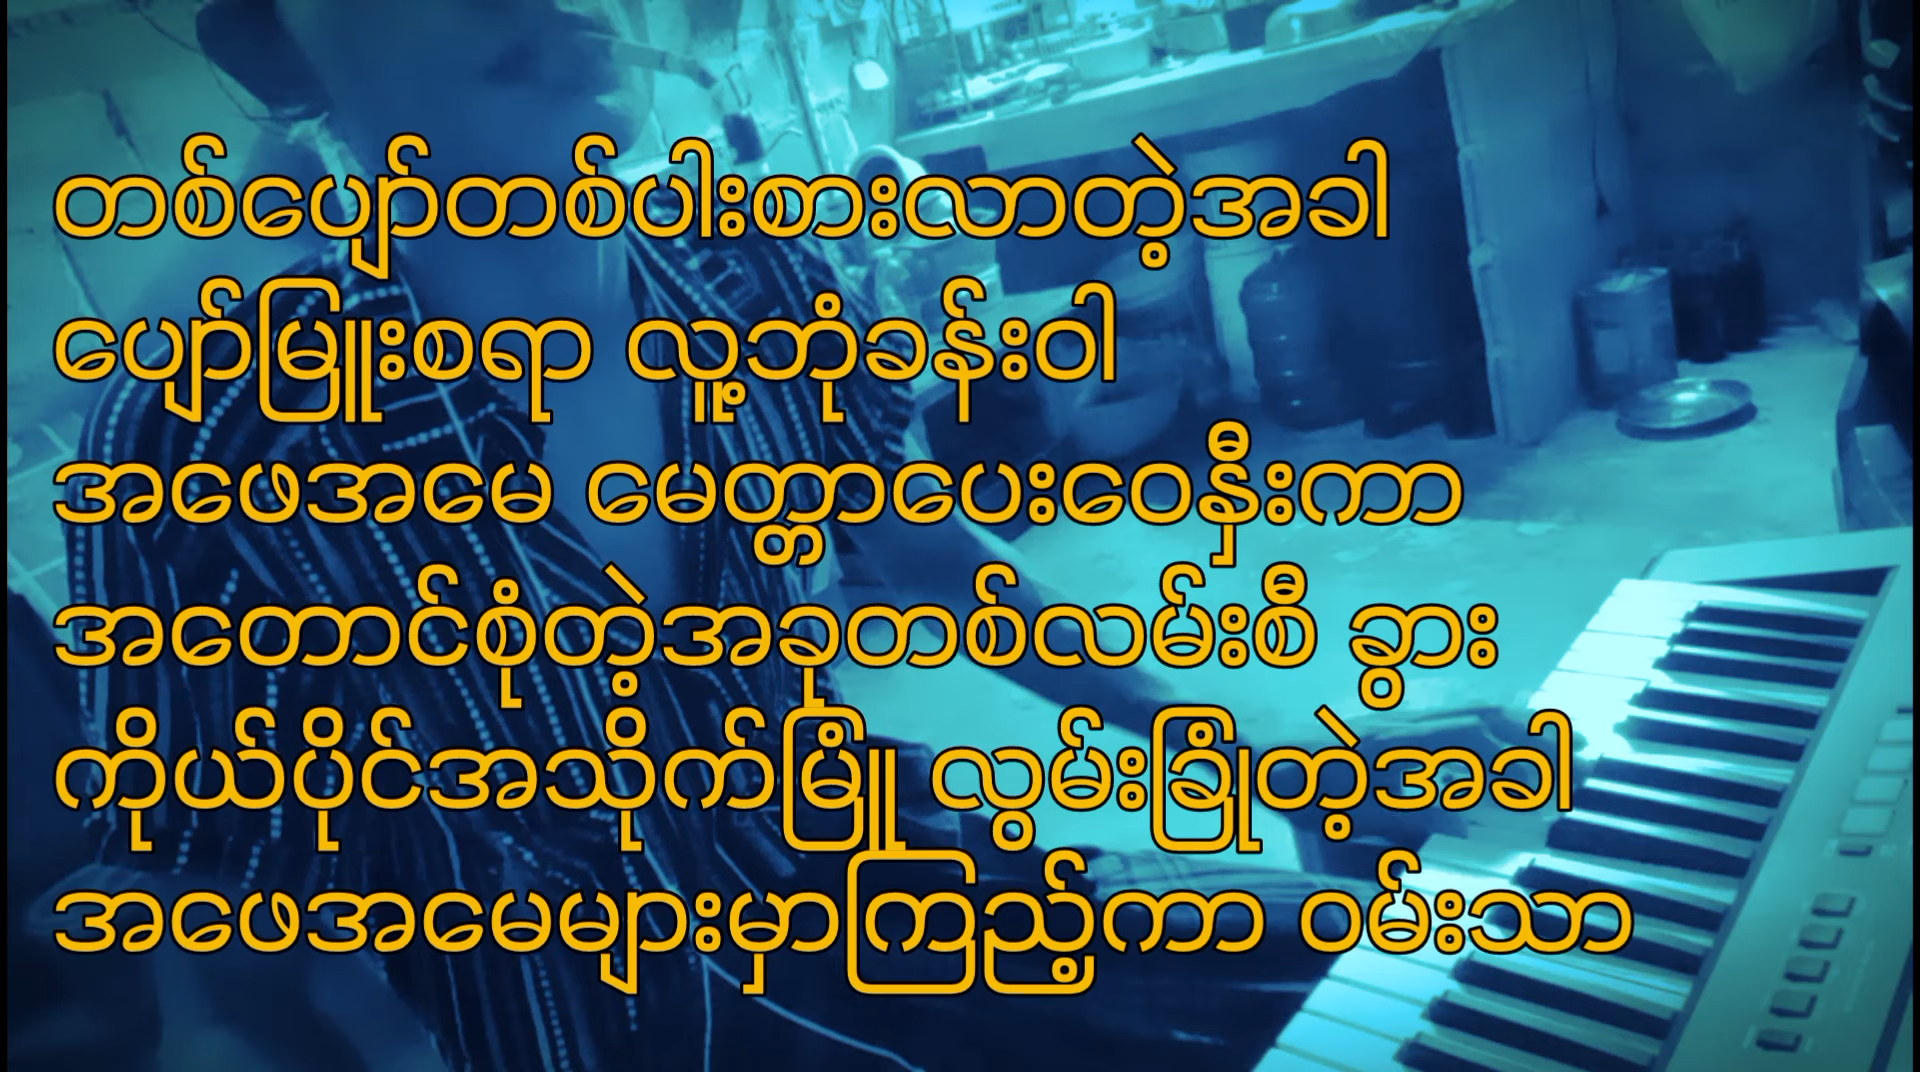 တစ်ပျော်တစ်ပါးစားလာတဲ့အခါ
ပျော်မြူးစရာ လူ့ဘုံခန်းဝါ
အဖေအမေ မေတ္တာပေးဝေနှီးကာ
အတောင်စုံတဲ့အခုတစ်လမ်းစီ ခွား
ကိုယ်ပိုင်အသိုက်မြုံ လွမ်းခြုံတဲ့အခါ
အဖေအမေများမှာကြည့်ကာ ဝမ်းသာ